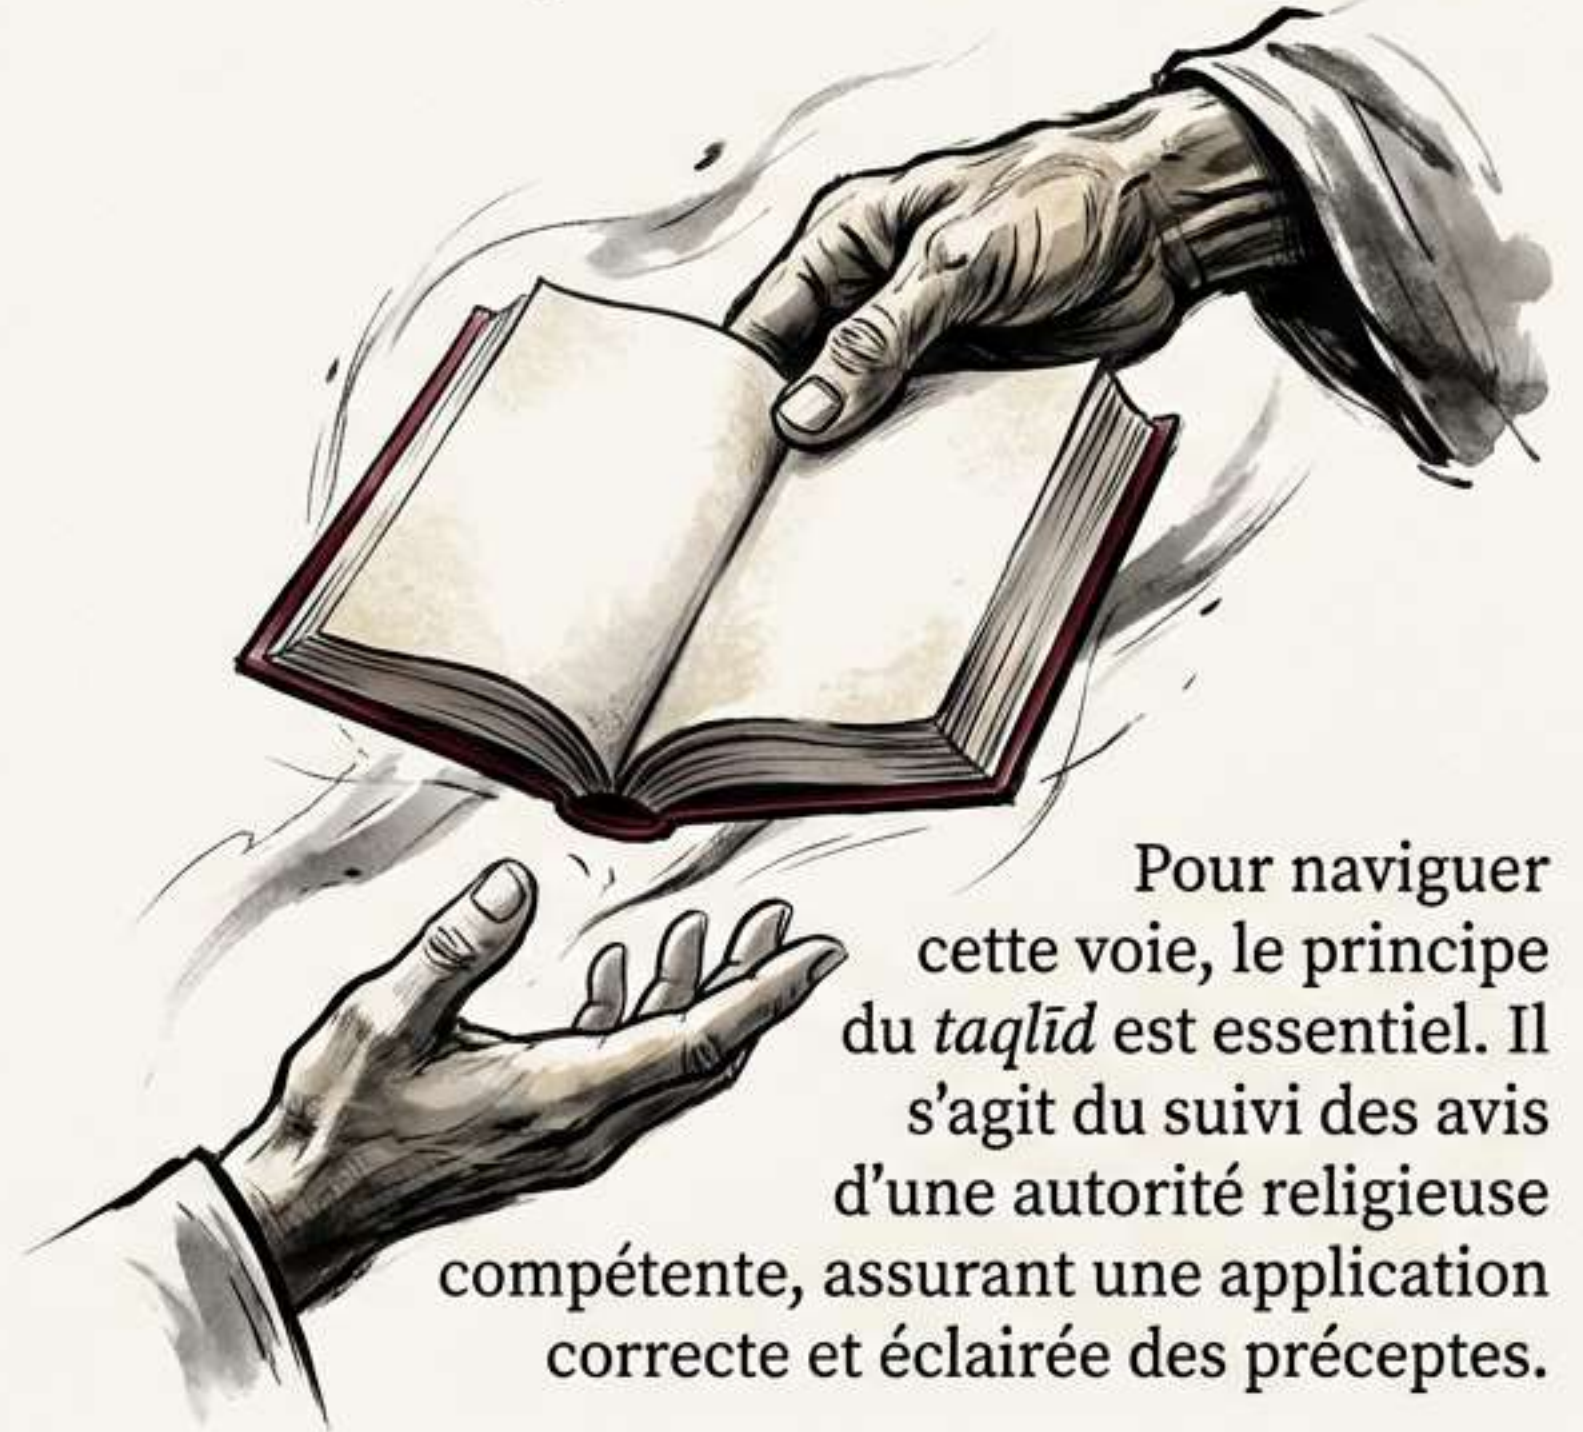 Pour naviguer
cette voie, le principe
du taqlīd est essentiel. Il
s’agit du suivi des avis
d’une autorité religieuse
compétente, assurant une application
correcte et éclairée des préceptes.